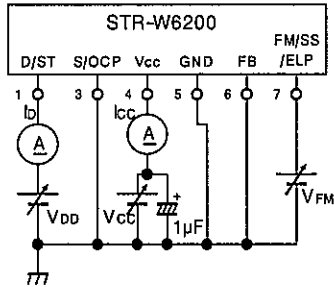 STR-W6200
FM/SS
D/ST S/OCP Vcc GND FB /ELP
1 3 4 5 6 7
ID ICC
A A
VDD VCC + 1μF VFM